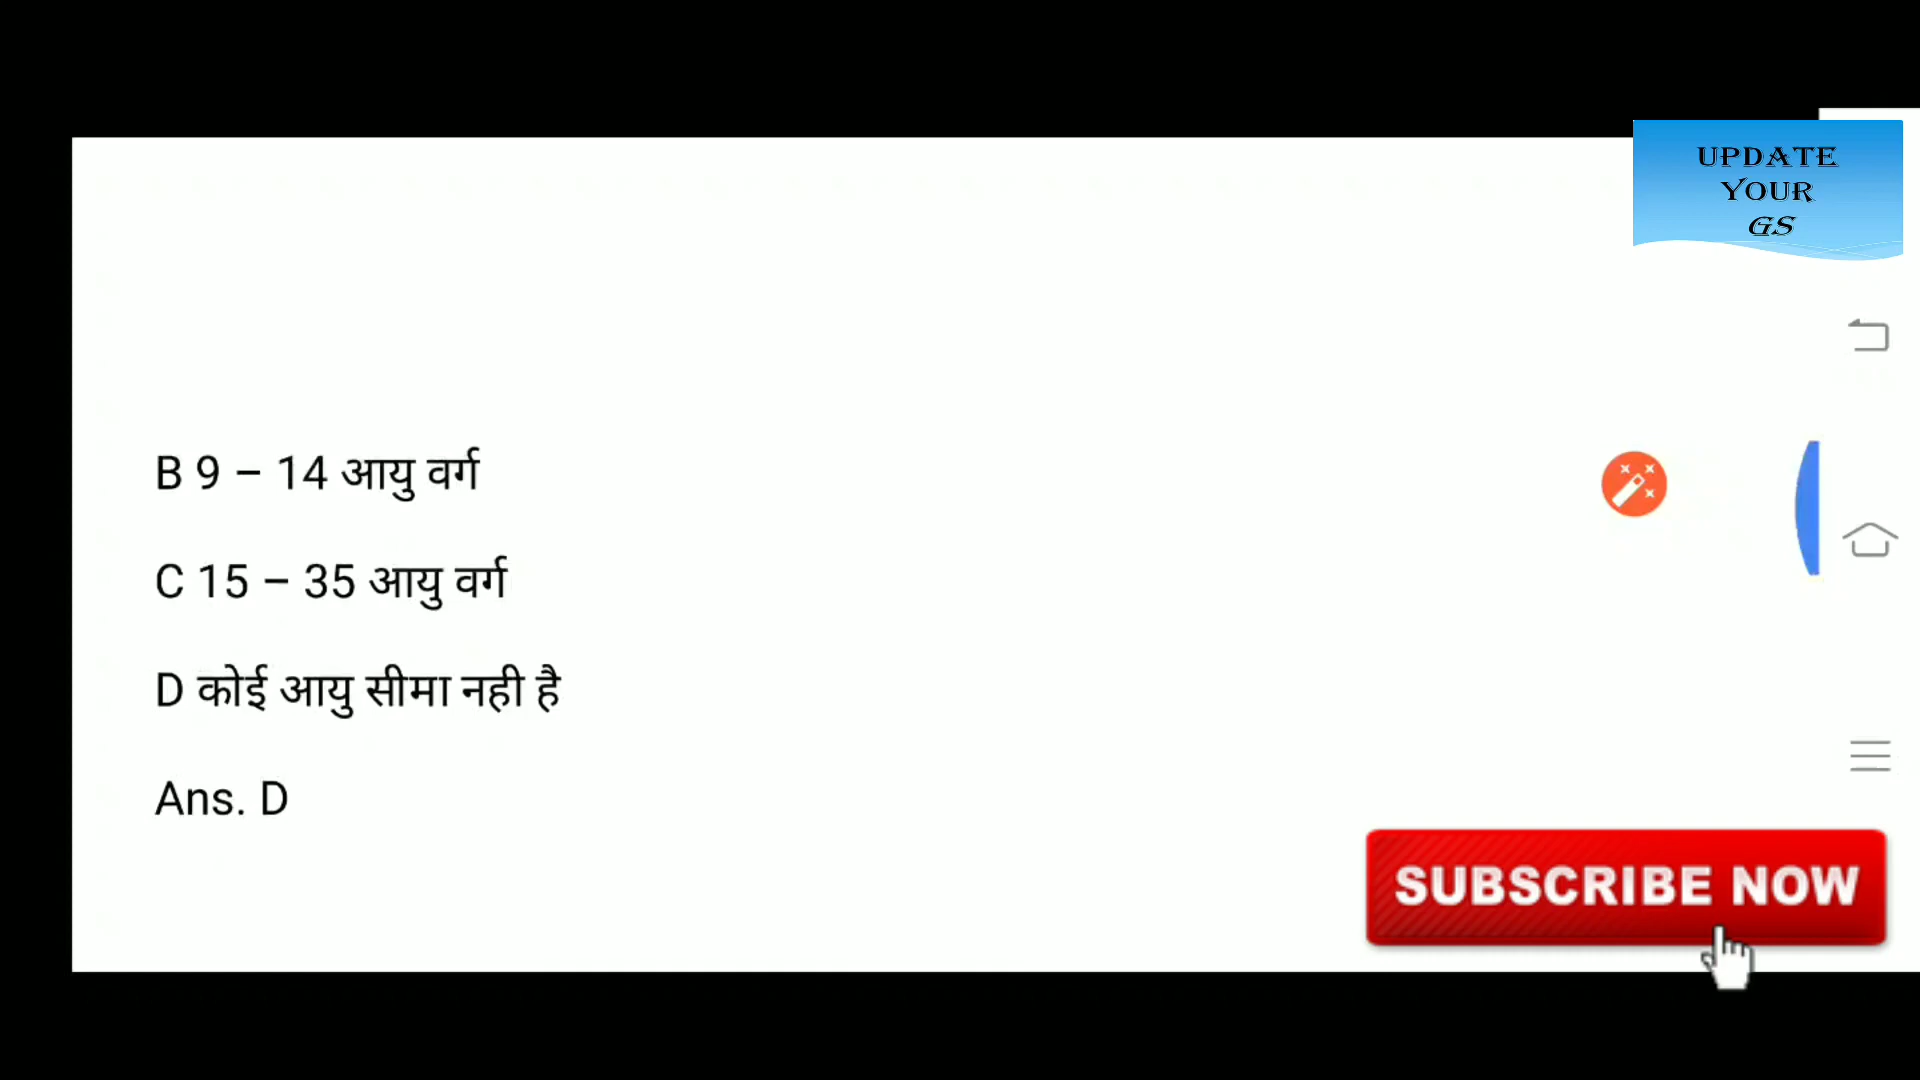 UPDATE
YOUR
GS
B 9 – 14 आयु वर्ग
C 15 – 35 आयु वर्ग
D कोई आयु सीमा नही है
Ans. D
SUBSCRIBE NOW